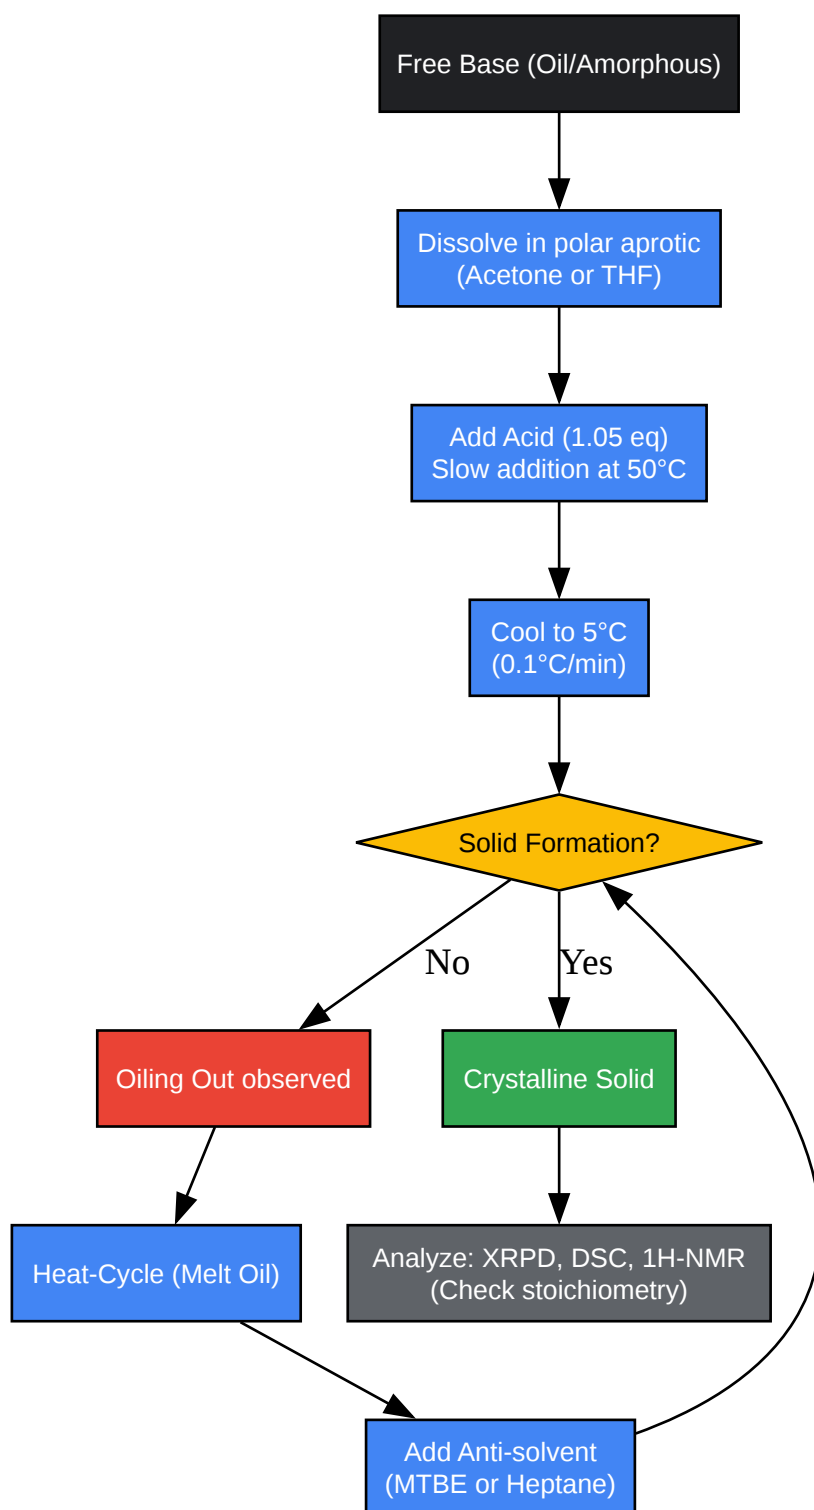 Free Base (Oil/Amorphous)
Dissolve in polar aprotic
(Acetone or THF)
Add Acid (1.05 eq)
Slow addition at 50°C
Cool to 5°C
(0.1°C/min)
Solid Formation?
No
Yes
Oiling Out observed
Crystalline Solid
Heat-Cycle (Melt Oil)
Analyze: XRPD, DSC, 1H-NMR
(Check stoichiometry)
Add Anti-solvent
(MTBE or Heptane)